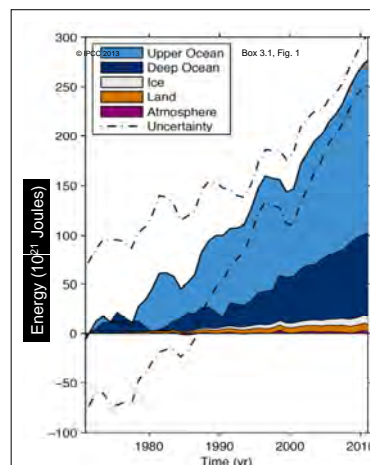 300
© IPCC 2013
Box 3.1, Fig. 1
Upper Ocean
250
Deep Ocean
Ice
Land
200
Atmosphere
Uncertainty
150
100
50
0
−50
−100
Energy (10²¹ Joules)
1980
1990
2000
2010
Time (yr)